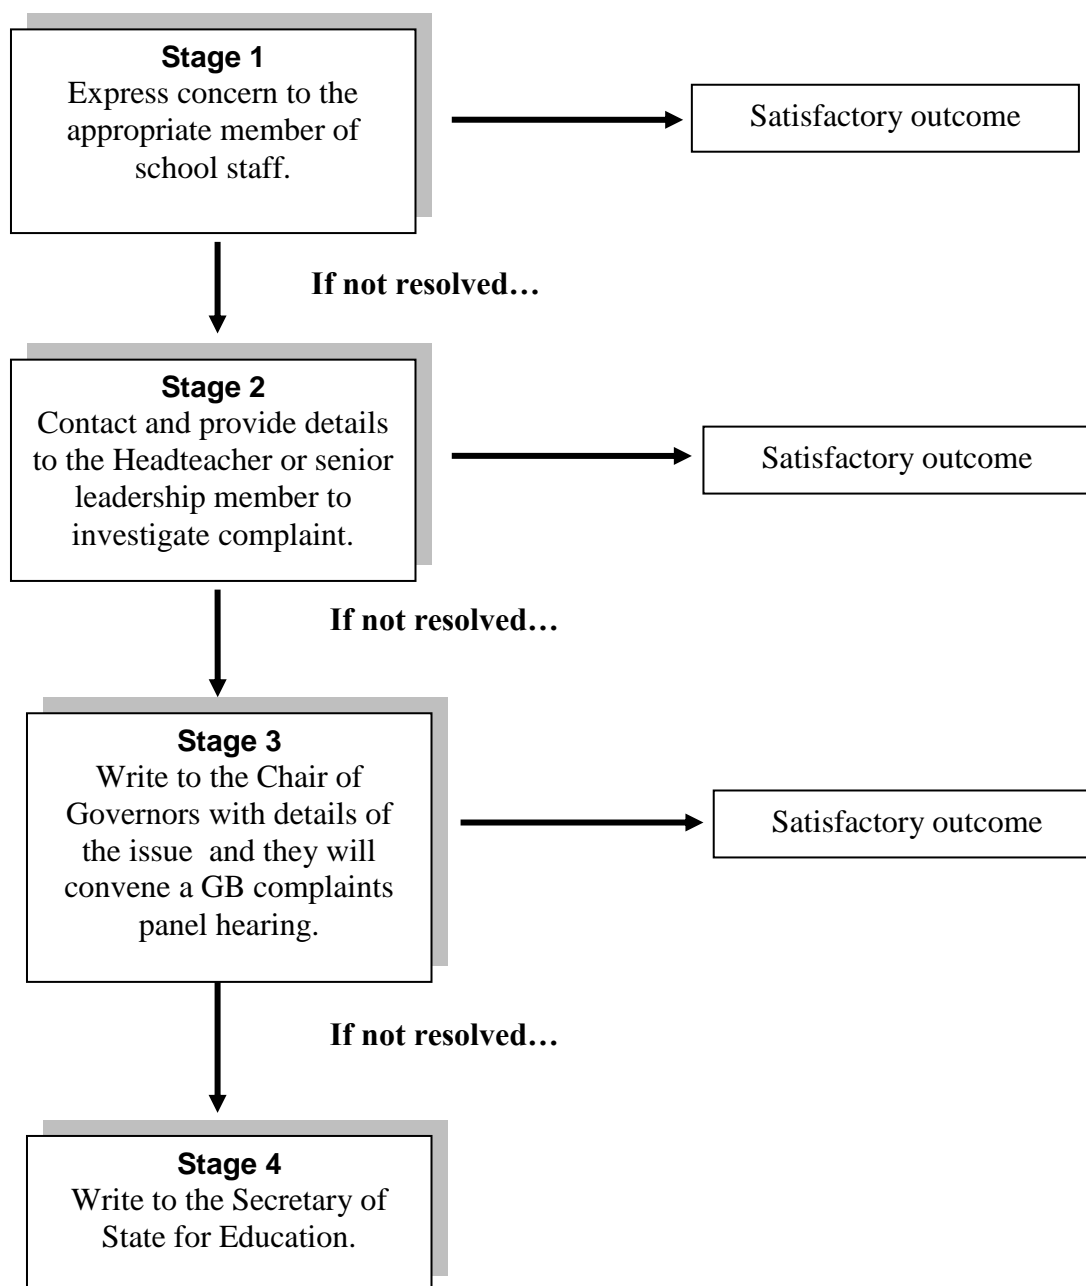 Stage 1
Express concern to the
appropriate member of
school staff.
Satisfactory outcome
If not resolved…
Stage 2
Contact and provide details
to the Headteacher or senior
leadership member to
investigate complaint.
Satisfactory outcome
If not resolved…
Stage 3
Write to the Chair of
Governors with details of
the issue  and they will
convene a GB complaints
panel hearing.
Satisfactory outcome
If not resolved…
Stage 4
Write to the Secretary of
State for Education.